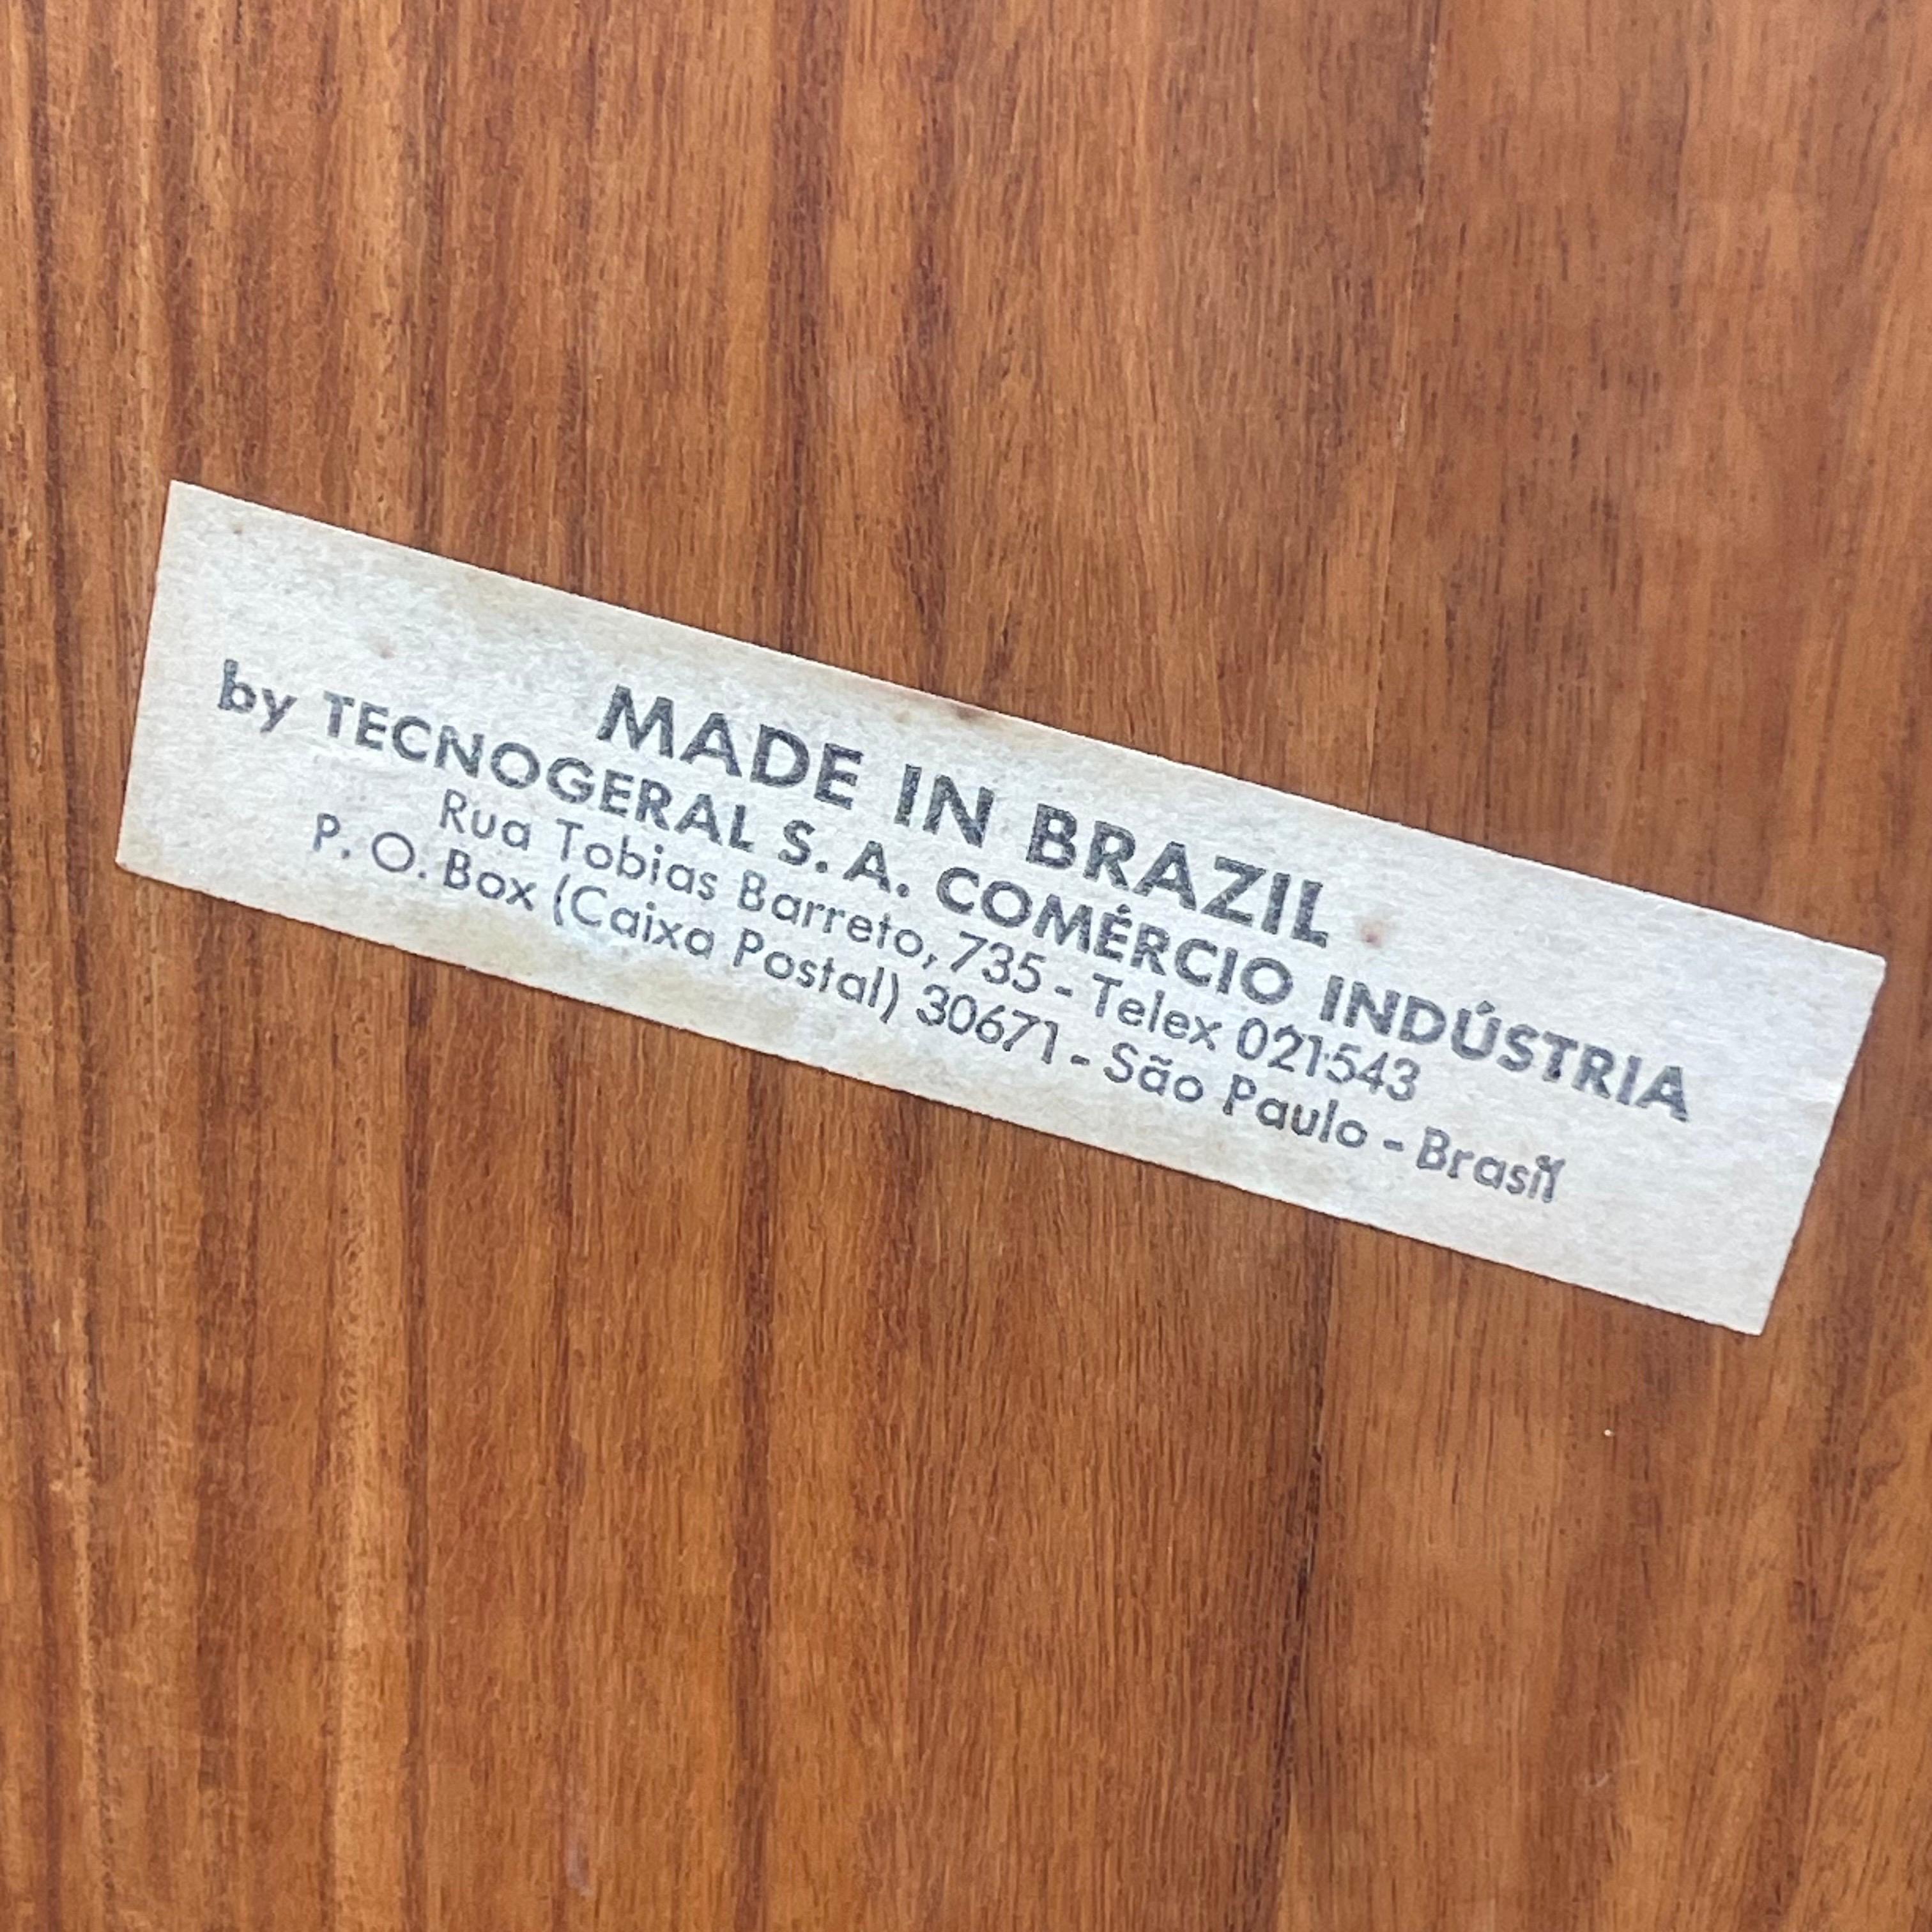 MADE IN BRAZIL
by TECNOGERAL S. A. COMÉRCIO INDÚSTRIA
Rua Tobias Barreto, 735 - Telex 021543
P. O. Box (Caixa Postal) 30671 - São Paulo - Brasil